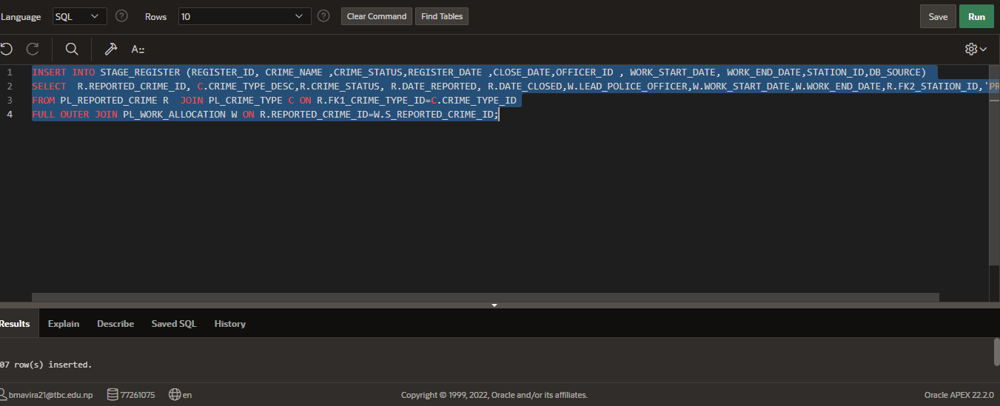 Language SQL Rows 10 Clear Command Find Tables Save Run
A::
1 INSERT INTO STAGE_REGISTER (REGISTER_ID, CRIME_NAME ,CRIME_STATUS,REGISTER_DATE ,CLOSE_DATE,OFFICER_ID , WORK_START_DATE, WORK_END_DATE,STATION_ID,DB_SOURCE)
2 SELECT  R.REPORTED_CRIME_ID, C.CRIME_TYPE_DESC,R.CRIME_STATUS, R.DATE_REPORTED, R.DATE_CLOSED,W.LEAD_POLICE_OFFICER,W.WORK_START_DATE,W.WORK_END_DATE,R.FK2_STATION_ID,'PR
3 FROM PL_REPORTED_CRIME R  JOIN PL_CRIME_TYPE C ON R.FK1_CRIME_TYPE_ID=C.CRIME_TYPE_ID
4 FULL OUTER JOIN PL_WORK_ALLOCATION W ON R.REPORTED_CRIME_ID=W.S_REPORTED_CRIME_ID;
Results Explain Describe Saved SQL History
07 row(s) inserted.
bmavira21@tbc.edu.np 77261075 en Copyright © 1999, 2022, Oracle and/or its affiliates. Oracle APEX 22.2.0